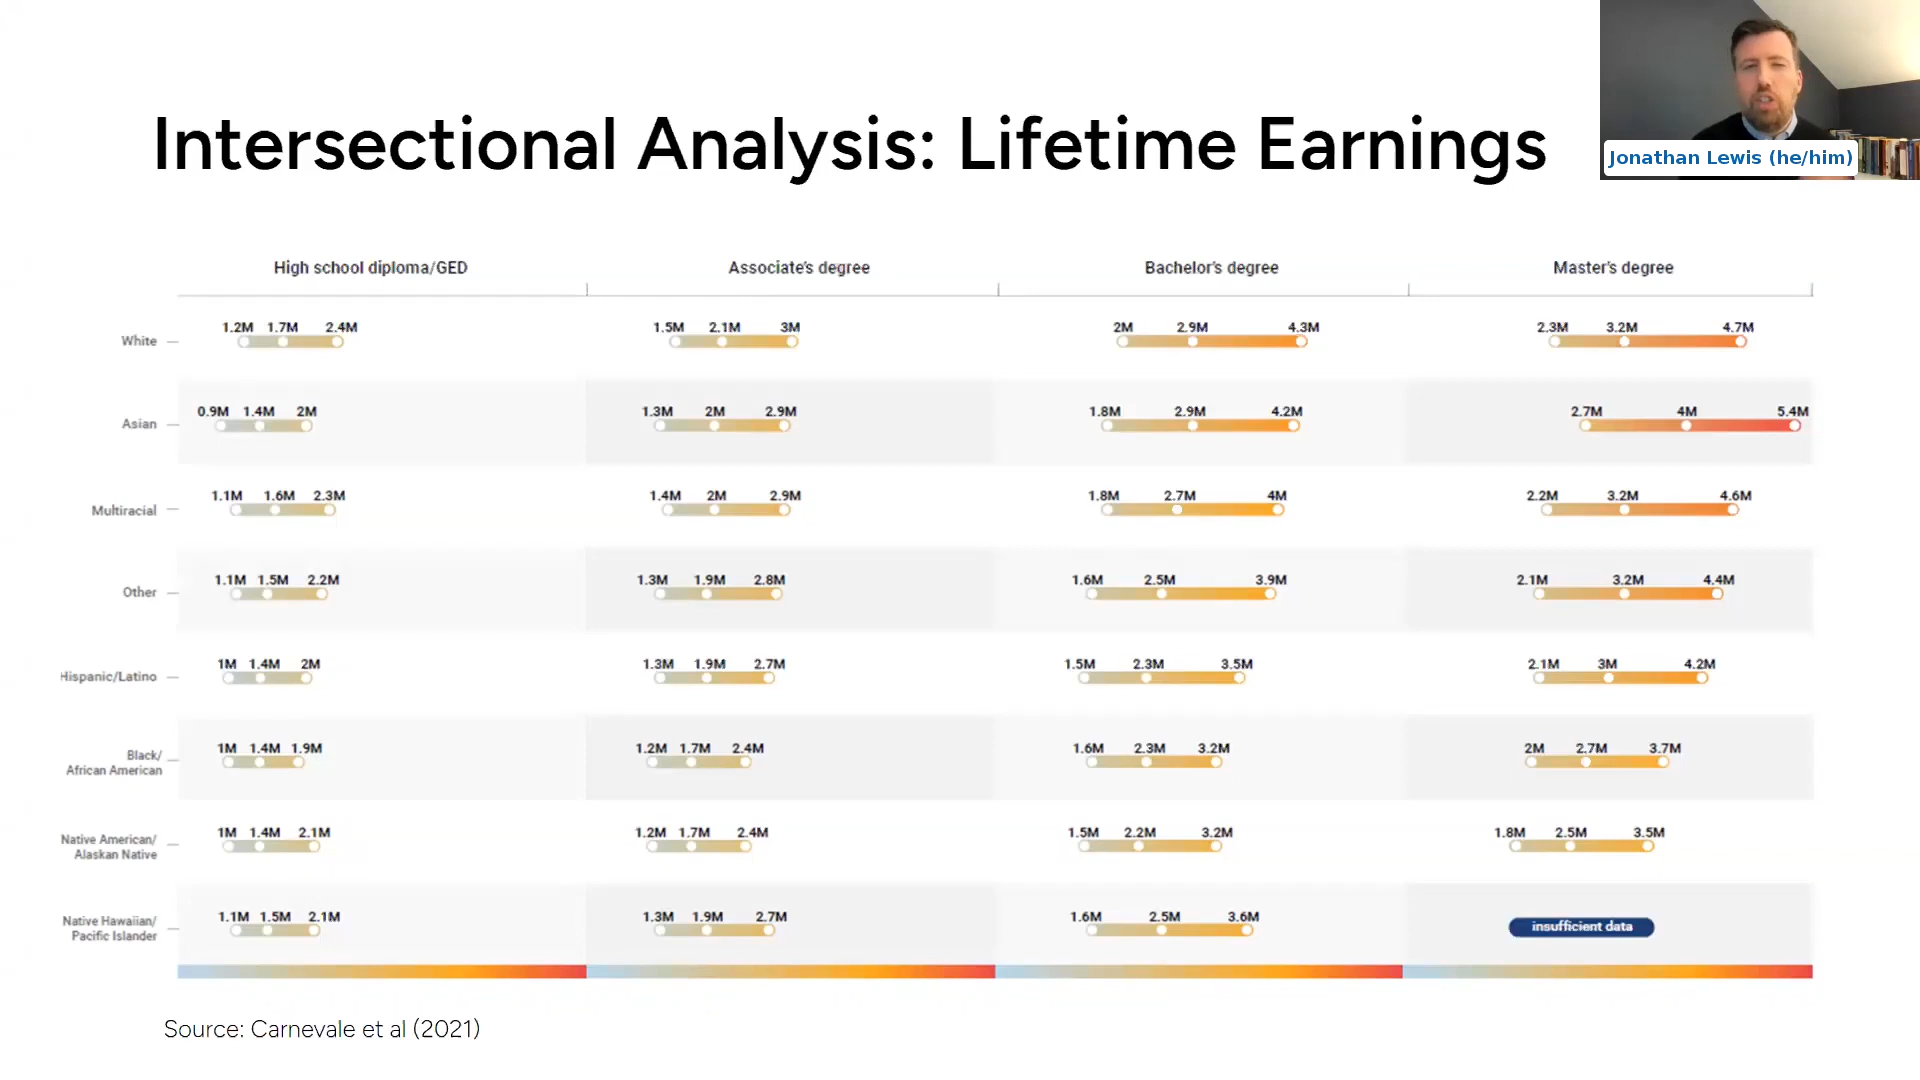 Intersectional Analysis: Lifetime Earnings
Jonathan Lewis (he/him)
High school diploma/GED Associate's degree Bachelor's degree Master's degree
1.2M 1.7M 2.4M 1.5M 2.1M 3M 2M 2.9M 4.3M 2.3M 3.2M 4.7M
White
0.9M 1.4M 2M 1.3M 2M 2.9M 1.8M 2.9M 4.2M 2.7M 4M 5.4M
Asian
1.1M 1.6M 2.3M 1.4M 2M 2.9M 1.8M 2.7M 4M 2.2M 3.2M 4.6M
Multiracial
1.1M 1.5M 2.2M 1.3M 1.9M 2.8M 1.6M 2.5M 3.9M 2.1M 3.2M 4.4M
Other
1M 1.4M 2M 1.3M 1.9M 2.7M 1.5M 2.3M 3.5M 2.1M 3M 4.2M
Hispanic/Latino
1M 1.4M 1.9M 1.2M 1.7M 2.4M 1.6M 2.3M 3.2M 2M 2.7M 3.7M
Black/
African American
1M 1.4M 2.1M 1.2M 1.7M 2.4M 1.5M 2.2M 3.2M 1.8M 2.5M 3.5M
Native American/
Alaskan Native
1.1M 1.5M 2.1M 1.3M 1.9M 2.7M 1.6M 2.5M 3.6M
Native Hawaiian/
Pacific Islander
insufficient data
Source: Carnevale et al (2021)